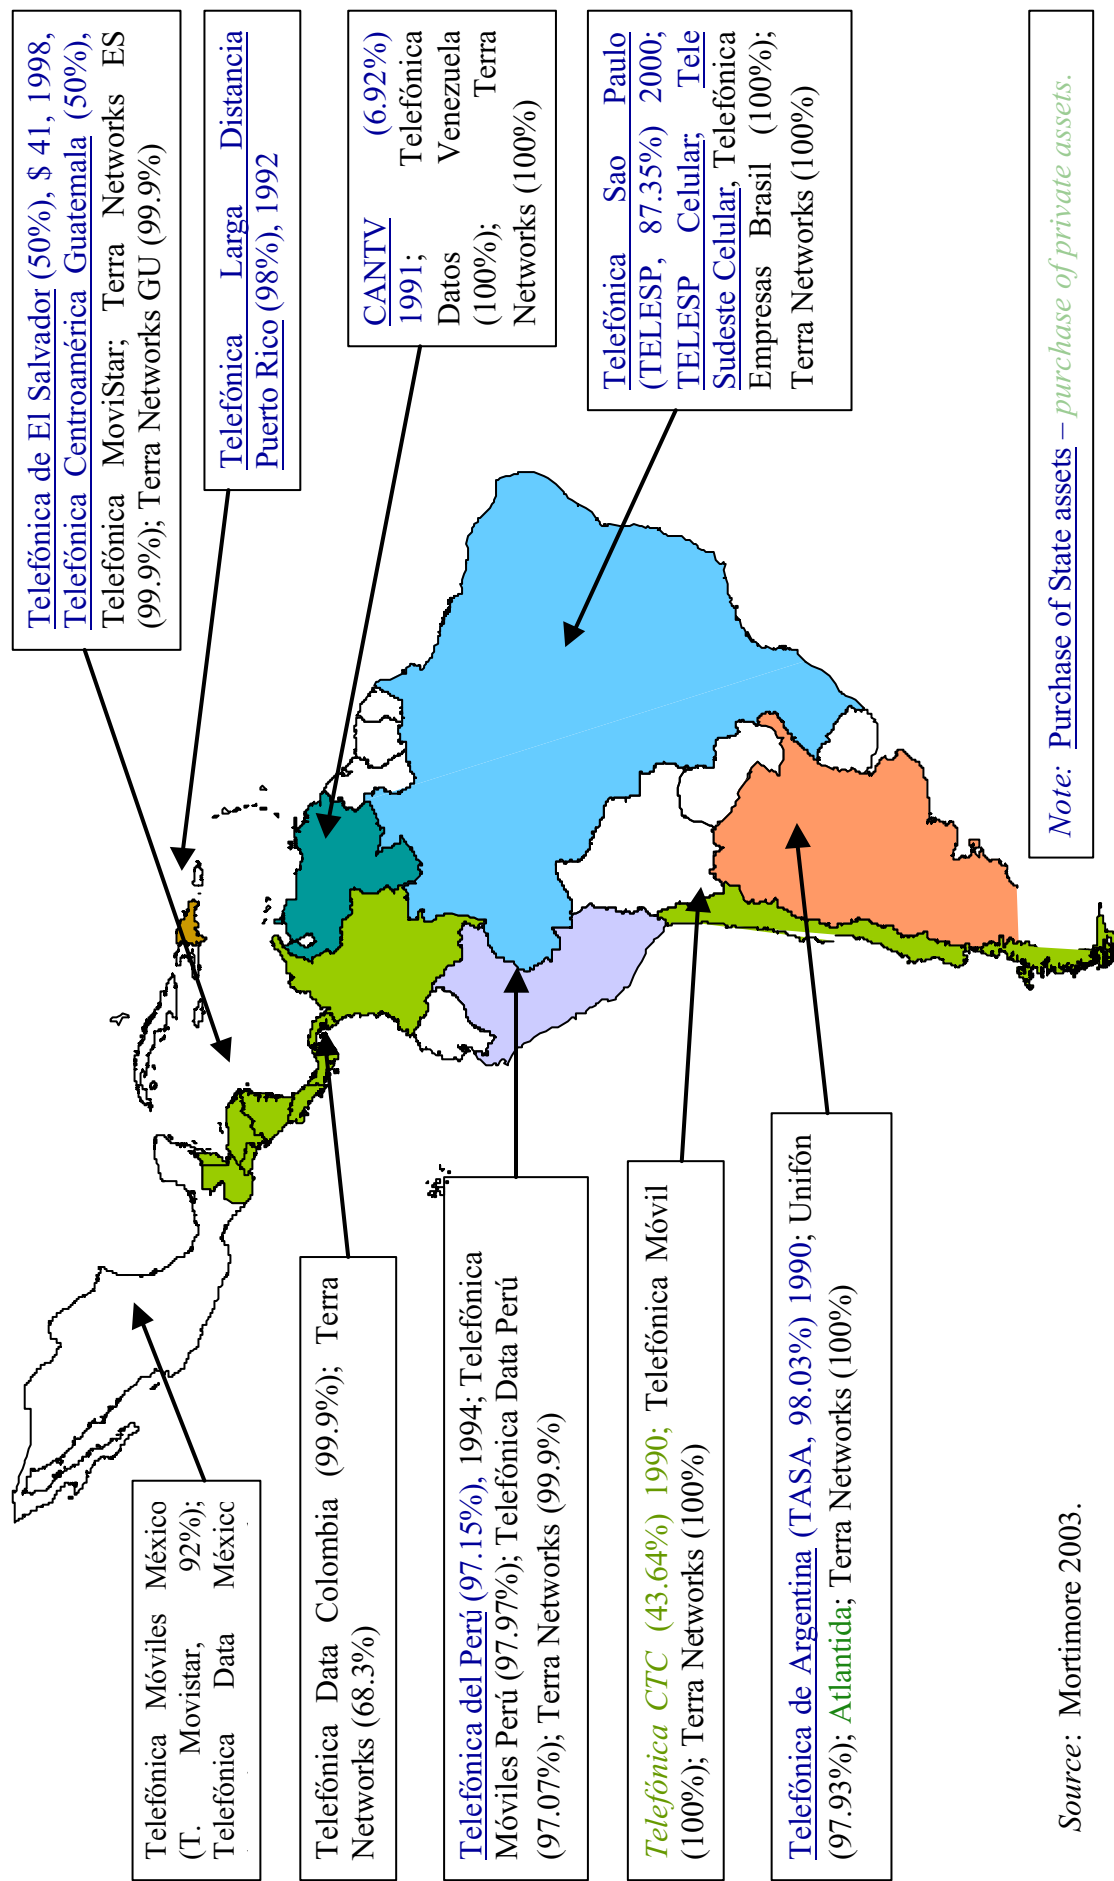 Telefónica Móviles México
(T. Movistar, 92%);
Telefónica Data México
Telefónica Data Colombia (99.9%); Terra
Networks (68.3%)
Telefónica del Perú (97.15%), 1994; Telefónica
Móviles Perú (97.97%); Telefónica Data Perú
(97.07%); Terra Networks (99.9%)
Telefónica CTC (43.64%) 1990; Telefónica Móvil
(100%); Terra Networks (100%)
Telefónica de Argentina (TASA, 98.03%) 1990; Unifón
(97.93%); Atlantida; Terra Networks (100%)
Telefónica de El Salvador (50%), $ 41, 1998,
Telefónica Centroamérica Guatemala (50%),
Telefónica MoviStar; Terra Networks ES
(99.9%); Terra Networks GU (99.9%)
Telefónica Larga Distancia
Puerto Rico (98%), 1992
CANTV (6.92%)
1991; Telefónica
Datos Venezuela
(100%); Terra
Networks (100%)
Telefónica Sao Paulo
(TELESP, 87.35%) 2000;
TELESP Celular; Tele
Sudeste Celular, Telefónica
Empresas Brasil (100%);
Terra Networks (100%)
Note: Purchase of State assets – purchase of private assets.
Source: Mortimore 2003.